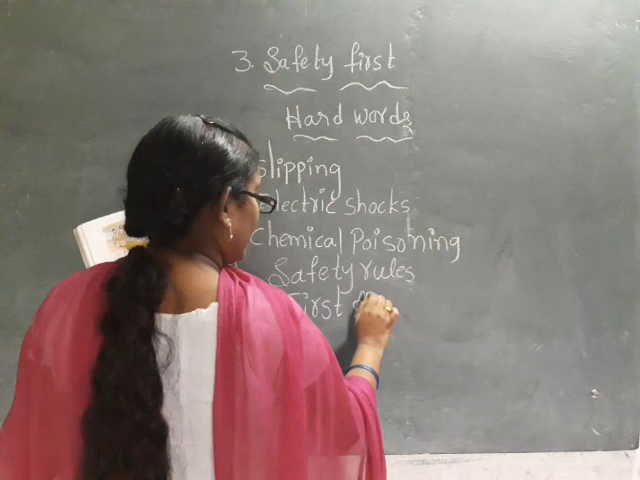 3. Safety first
Hard words
Slipping
Electric shocks
Chemical Poisoning
Safety rules
First